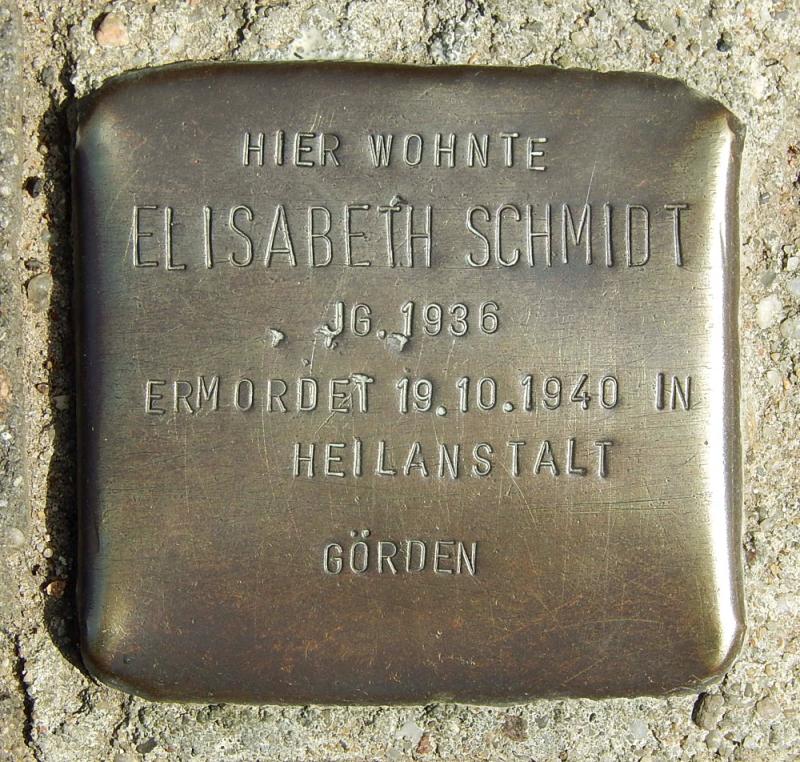 HIER WOHNTE
ELISABETH SCHMIDT
JG. 1936
ERMORDET 19.10.1940 IN
HEILANSTALT
GÖRDEN